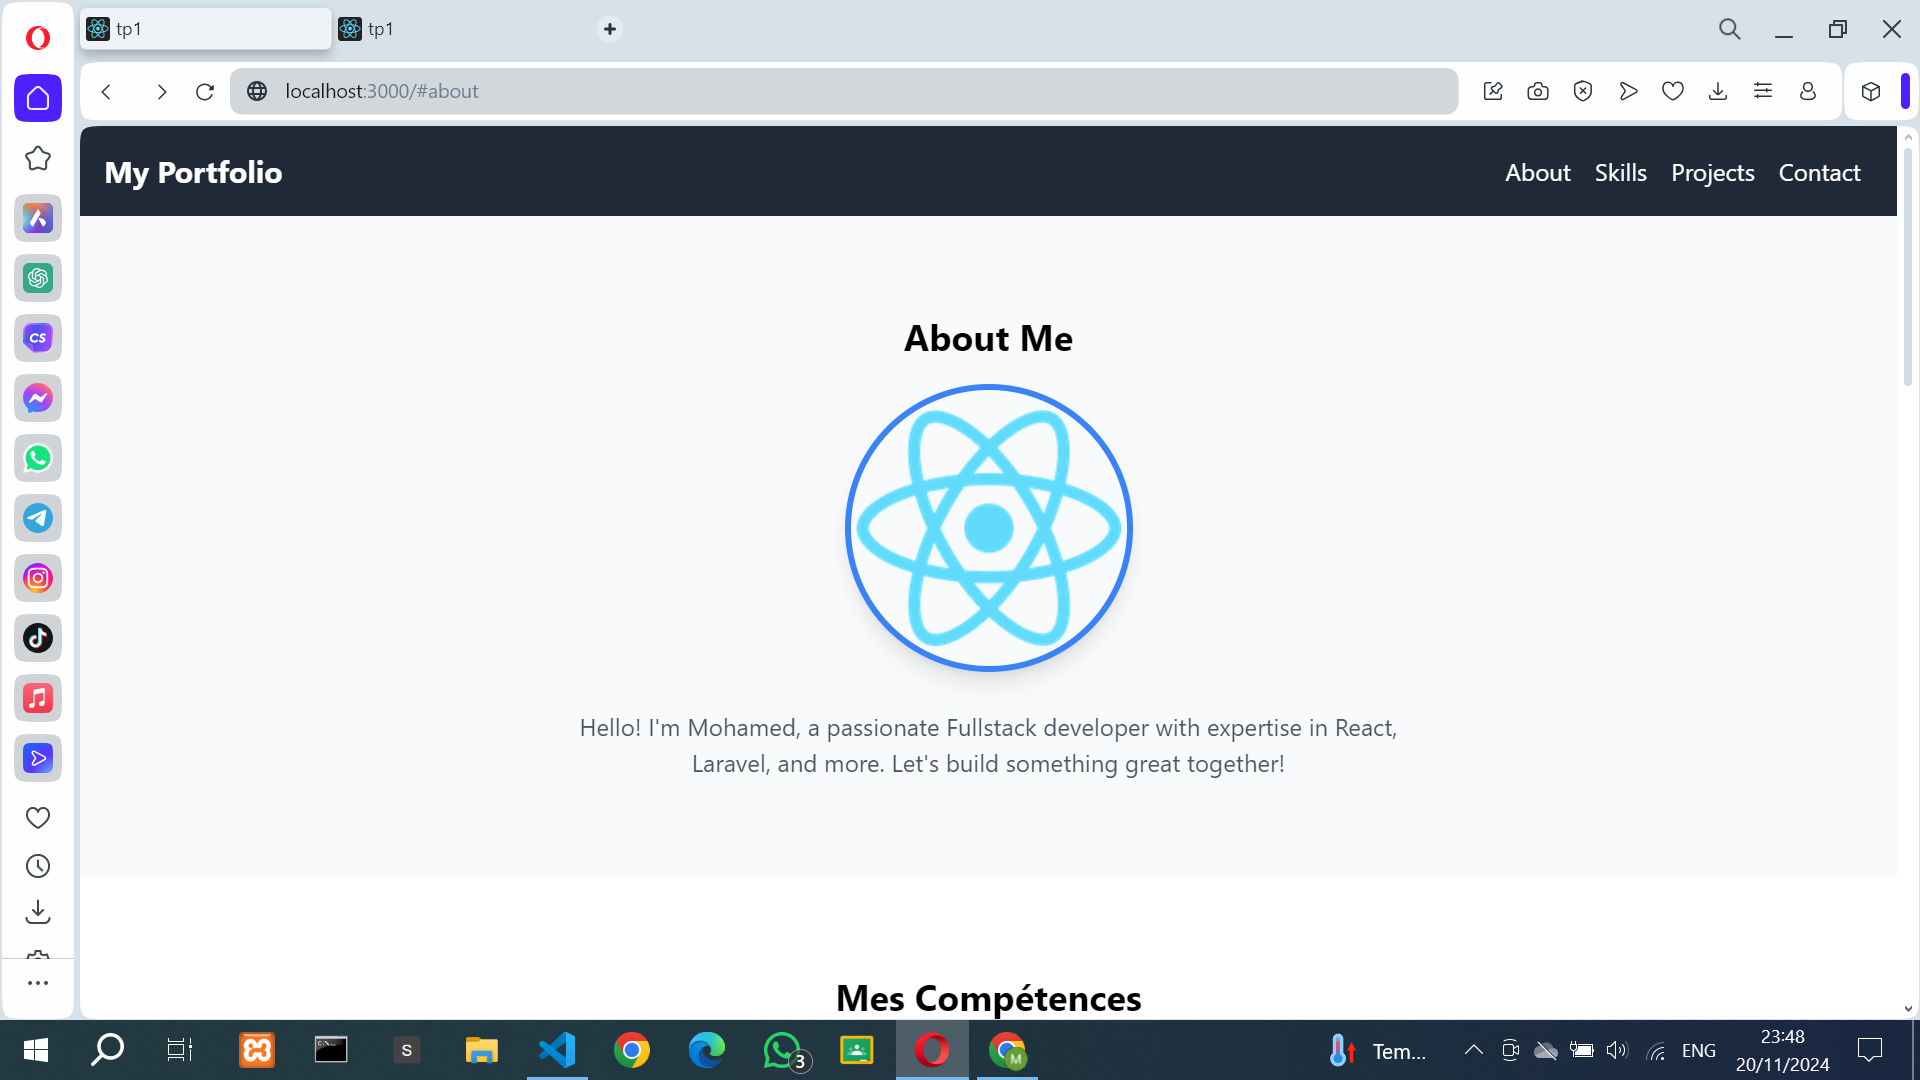 tp1
tp1
localhost:3000/#about
My Portfolio
About
Skills
Projects
Contact
About Me
Hello! I'm Mohamed, a passionate Fullstack developer with expertise in React,
Laravel, and more. Let's build something great together!
Mes Compétences
CS
S
3
M
Tem...
ENG
23:48
20/11/2024